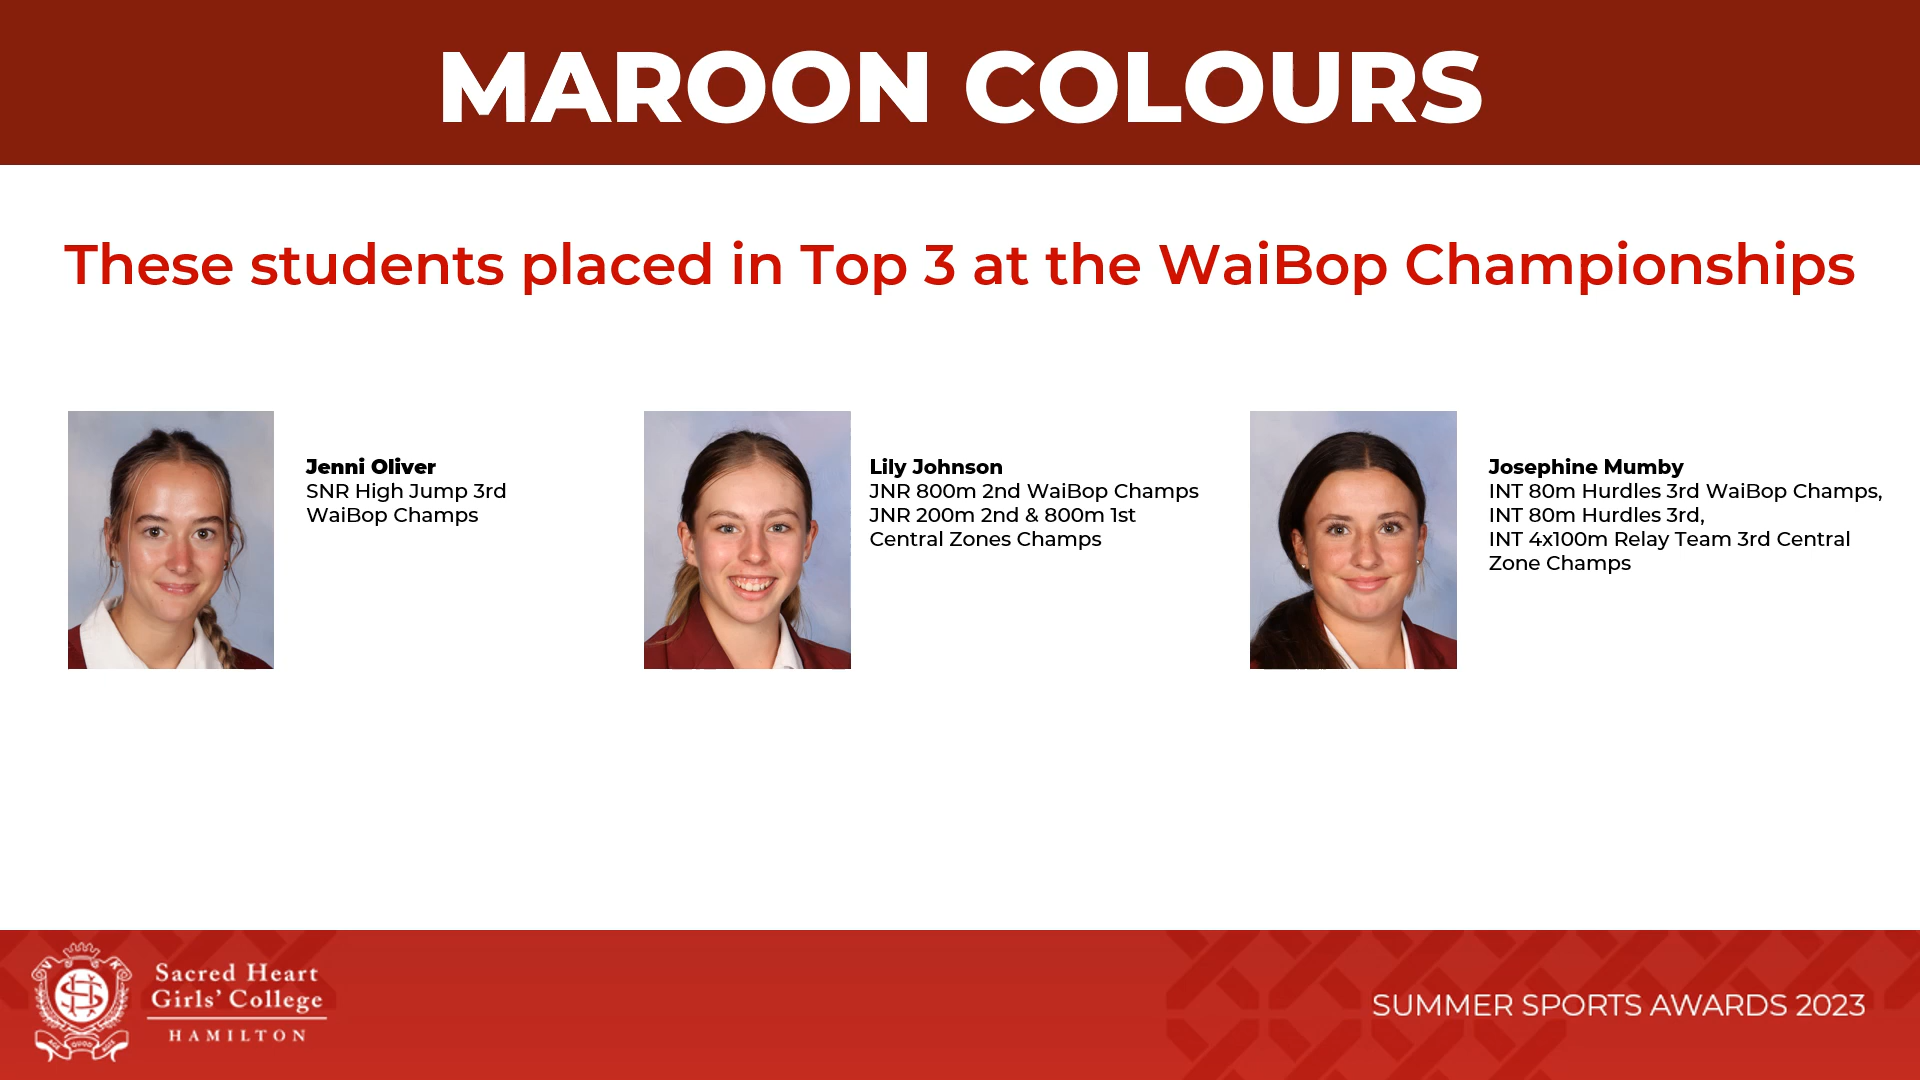 MAROON COLOURS
These students placed in Top 3 at the WaiBop Championships
Jenni Oliver
SNR High Jump 3rd
WaiBop Champs
Lily Johnson
JNR 800m 2nd WaiBop Champs
JNR 200m 2nd & 800m 1st
Central Zones Champs
Josephine Mumby
INT 80m Hurdles 3rd WaiBop Champs,
INT 80m Hurdles 3rd,
INT 4x100m Relay Team 3rd Central
Zone Champs
Sacred Heart
Girls' College
HAMILTON
SUMMER SPORTS AWARDS 2023